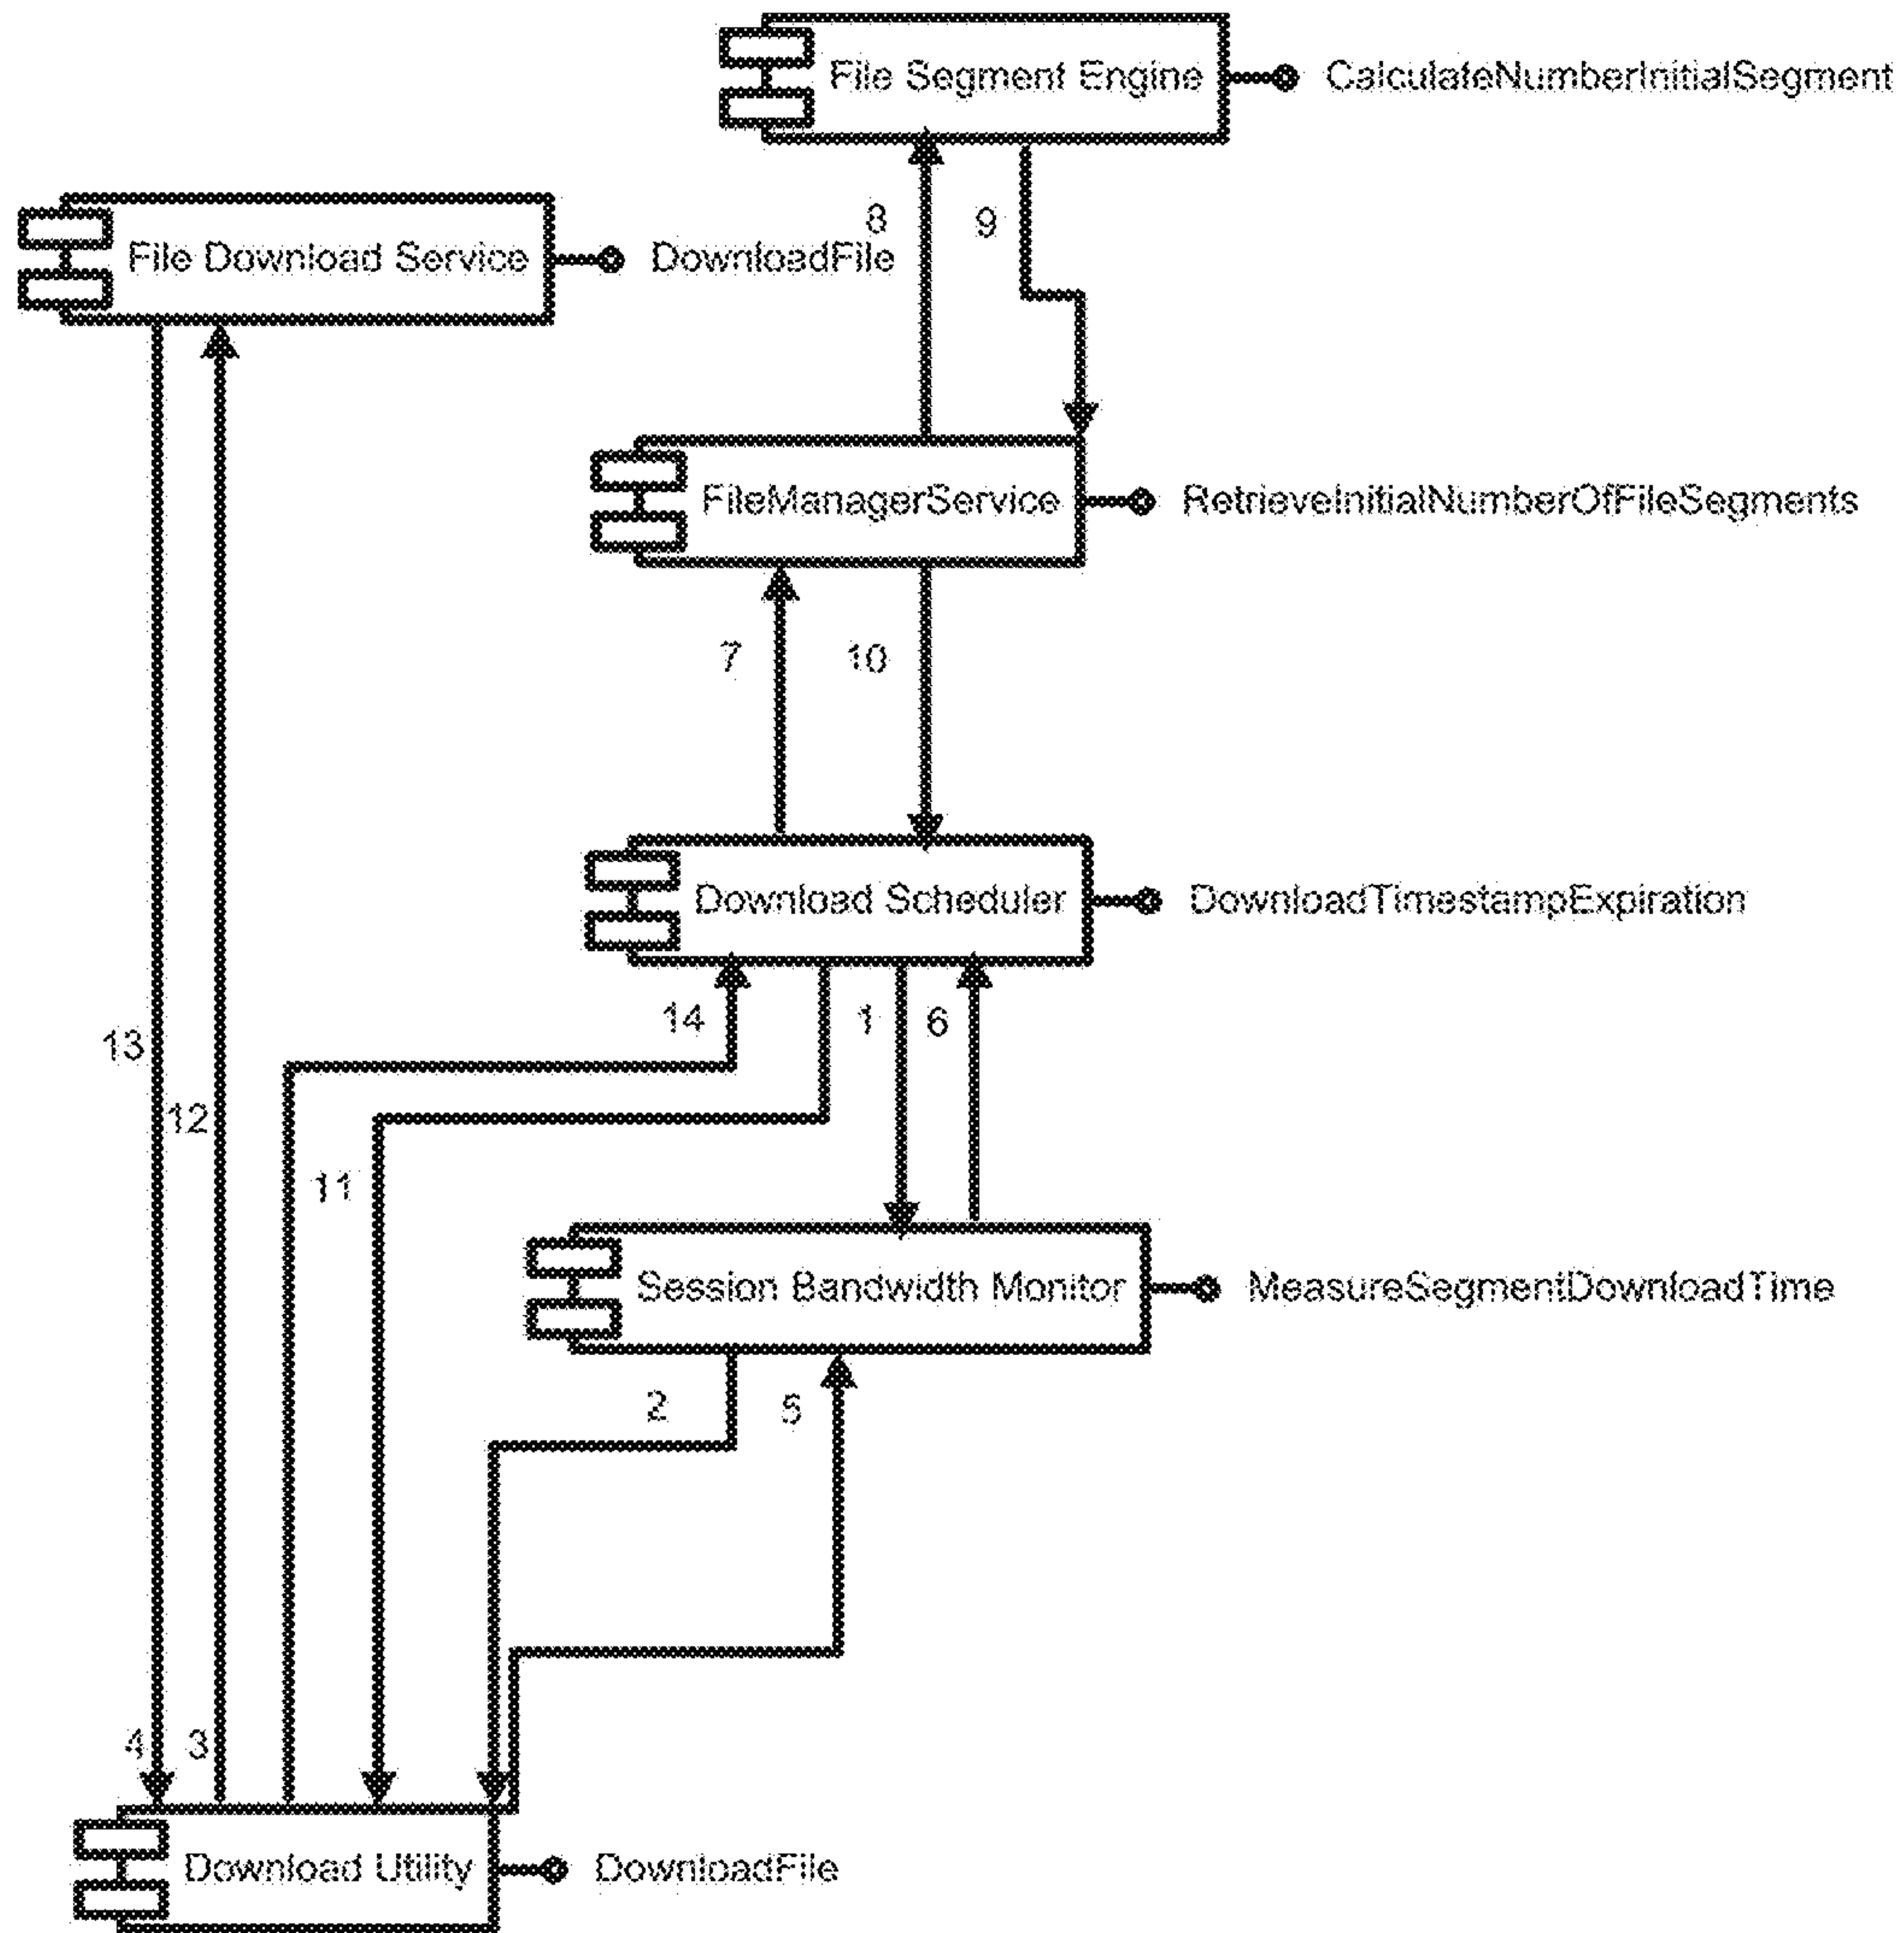 File Segment Engine
CalculateNumberInitialSegment
8
9
File Download Service
DownloadFile
FileManagerService
RetrieveInitialNumberOfFileSegments
7
10
Download Scheduler
DownloadTimestampExpiration
14
1
6
13
12
11
Session Bandwidth Monitor
MeasureSegmentDownloadTime
2
5
4
3
Download Utility
DownloadFile